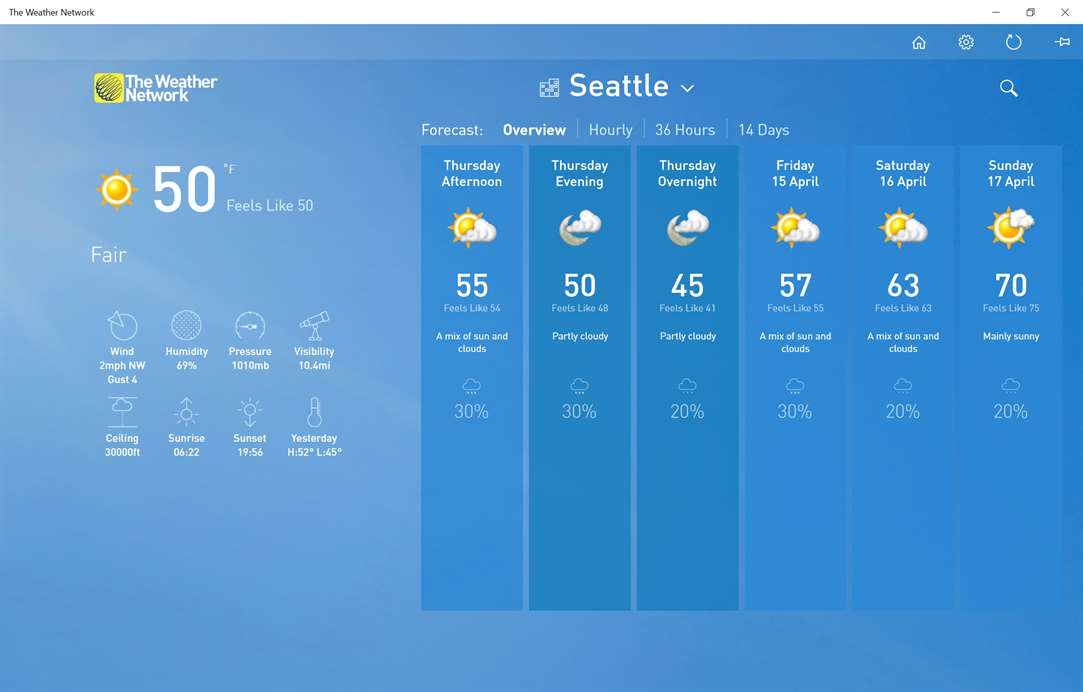 The Weather Network
The Weather
Network
Seattle
Forecast: Overview Hourly 36 Hours 14 Days
50 °F
Feels Like 50
Fair
Wind
2mph NW
Gust 4
Humidity
69%
Pressure
1010mb
Visibility
10.4mi
Ceiling
30000ft
Sunrise
06:22
Sunset
19:56
Yesterday
H:52° L:45°
Thursday
Afternoon
55
Feels Like 54
A mix of sun and
clouds
30%
Thursday
Evening
50
Feels Like 48
Partly cloudy
30%
Thursday
Overnight
45
Feels Like 41
Partly cloudy
20%
Friday
15 April
57
Feels Like 55
A mix of sun and
clouds
30%
Saturday
16 April
63
Feels Like 63
A mix of sun and
clouds
20%
Sunday
17 April
70
Feels Like 75
Mainly sunny
20%